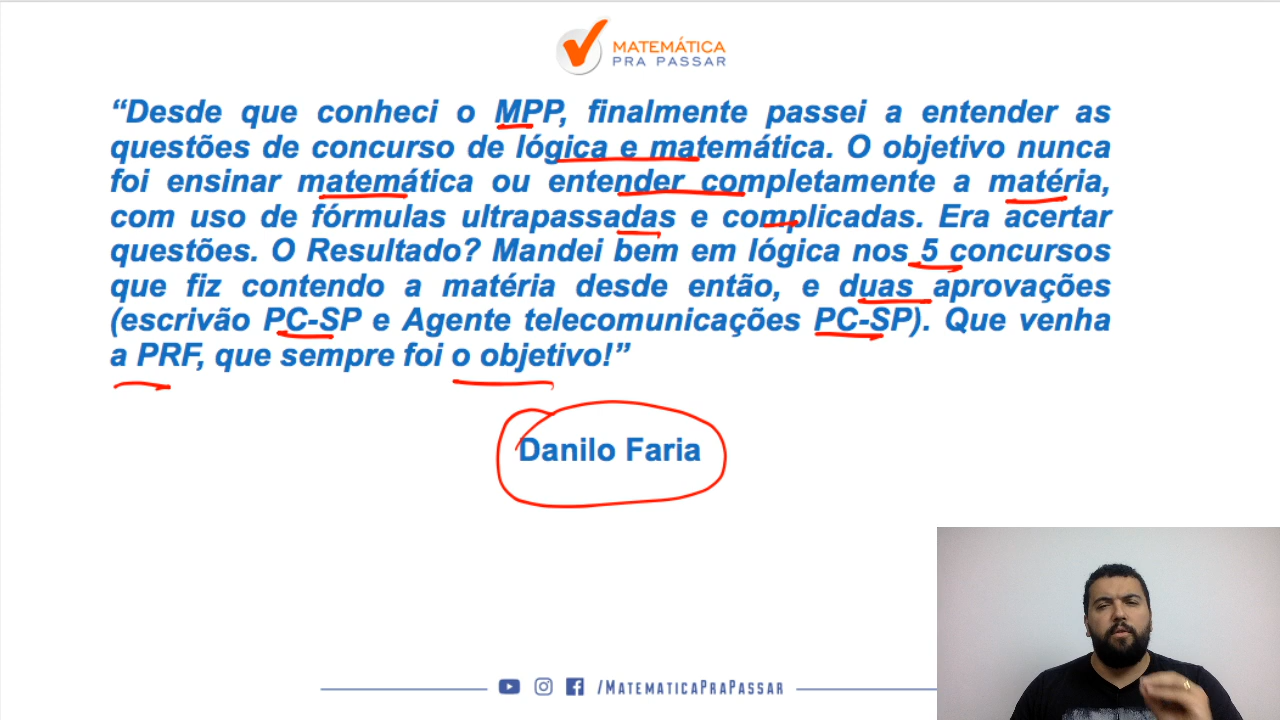 MATEMÁTICA
PRA PASSAR
“Desde que conheci o MPP, finalmente passei a entender as
questões de concurso de lógica e matemática. O objetivo nunca
foi ensinar matemática ou entender completamente a matéria,
com uso de fórmulas ultrapassadas e complicadas. Era acertar
questões. O Resultado? Mandei bem em lógica nos 5 concursos
que fiz contendo a matéria desde então, e duas aprovações
(escrivão PC-SP e Agente telecomunicações PC-SP). Que venha
a PRF, que sempre foi o objetivo!”
Danilo Faria
/MATEMATICAPRAPASSAR